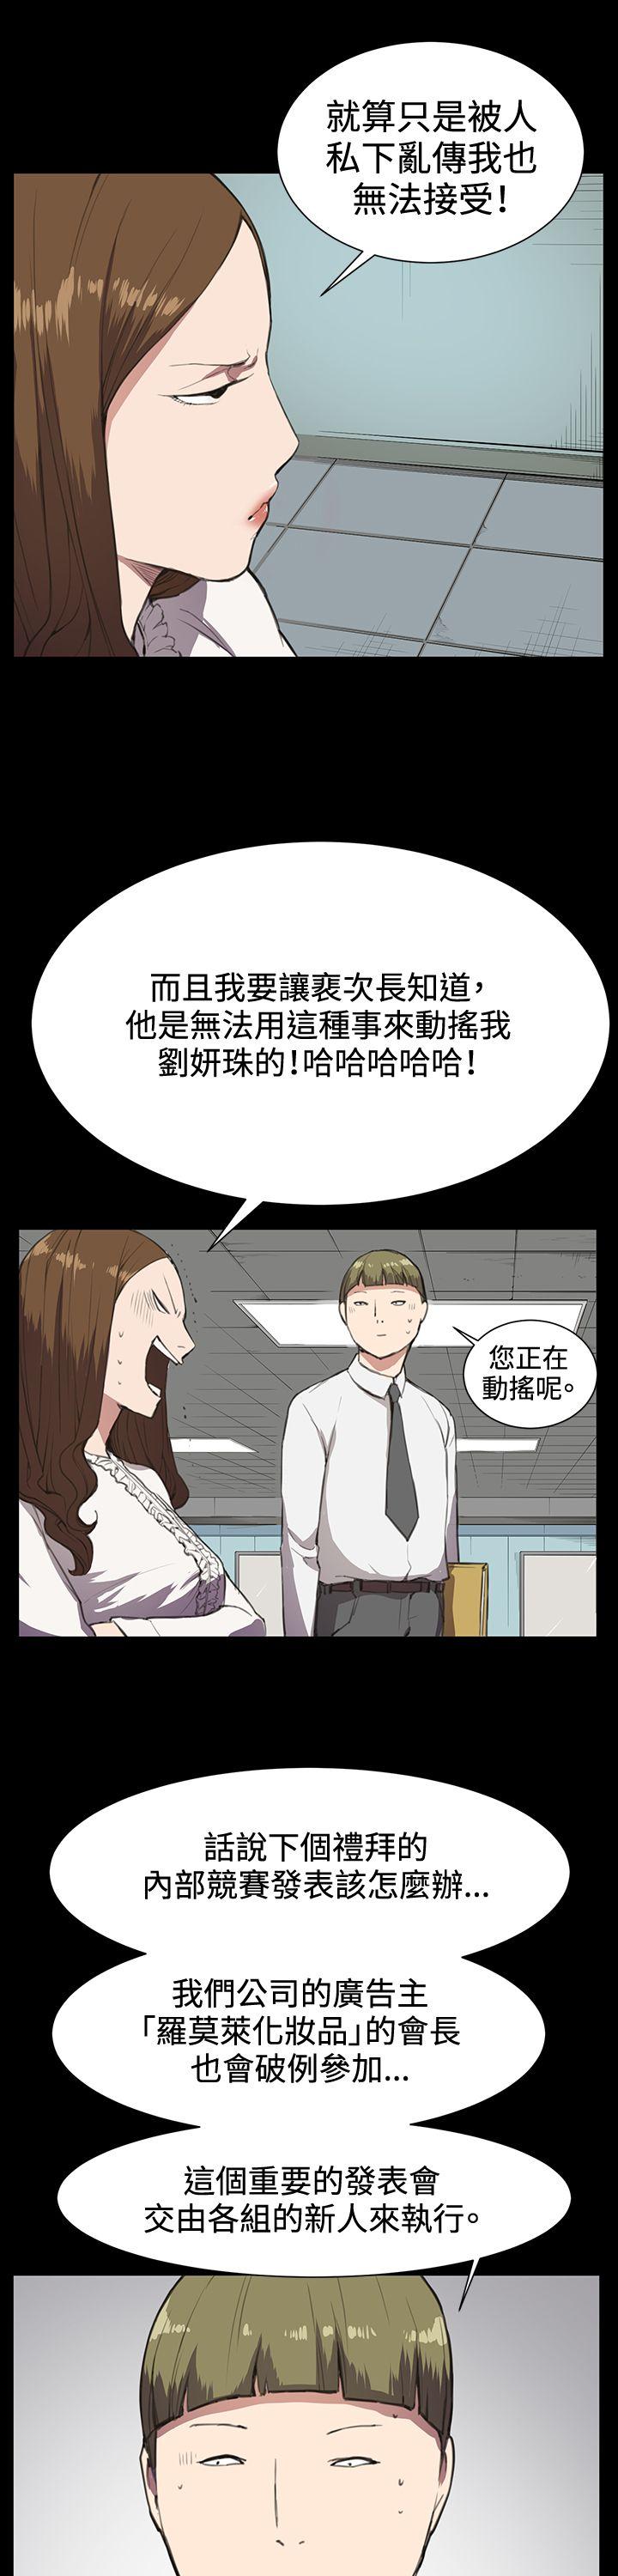 就算只是被人
私下亂傳我也
無法接受!
而且我要讓裵次長知道,
他是無法用這種事來動搖我
劉妍珠的!哈哈哈哈哈!
您正在
動搖呢。
話說下個禮拜的
內部競賽發表該怎麼辦...
我們公司的廣告主
「羅莫萊化妝品」的會長
也會破例參加...
這個重要的發表會
交由各組的新人來執行。